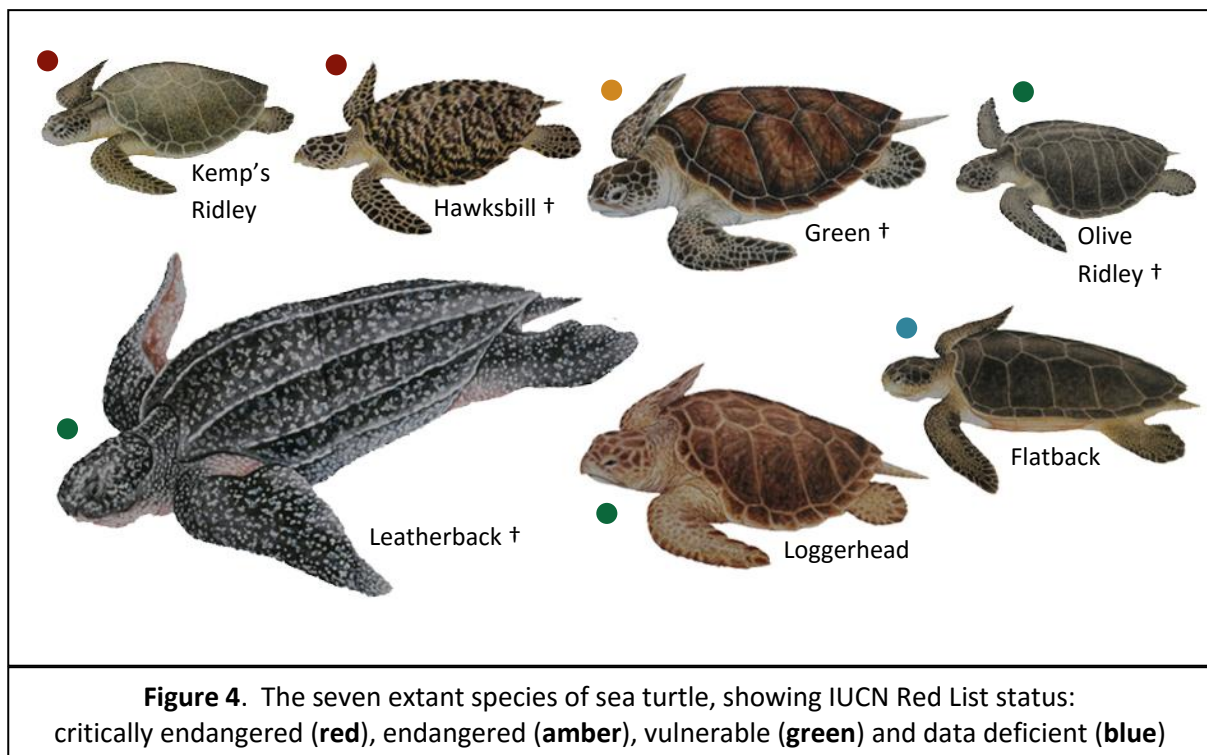 Kemp's
Ridley
Hawksbill †
Green †
Olive
Ridley †
Leatherback †
Loggerhead
Flatback
Figure 4. The seven extant species of sea turtle, showing IUCN Red List status:
critically endangered (red), endangered (amber), vulnerable (green) and data deficient (blue)